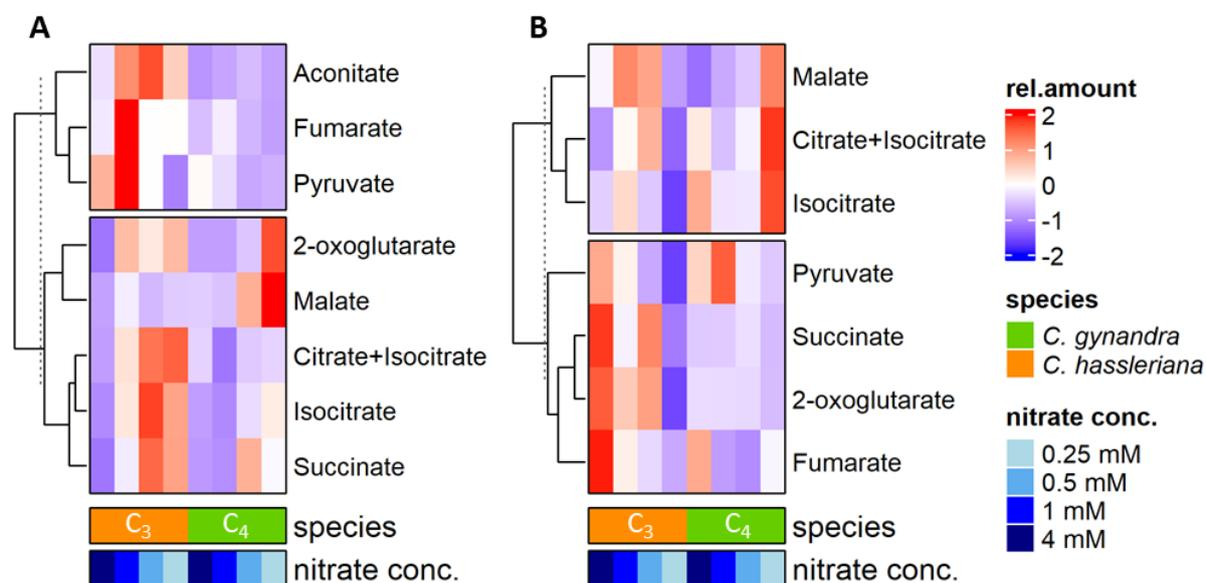 A
Aconitate
Fumarate
Pyruvate
2-oxoglutarate
Malate
Citrate+Isocitrate
Isocitrate
Succinate
C3 C4 species
nitrate conc.
B
Malate
Citrate+Isocitrate
Isocitrate
Pyruvate
Succinate
2-oxoglutarate
Fumarate
C3 C4 species
nitrate conc.
rel.amount
2
1
0
-1
-2
species
C. gynandra
C. hassleriana
nitrate conc.
0.25 mM
0.5 mM
1 mM
4 mM